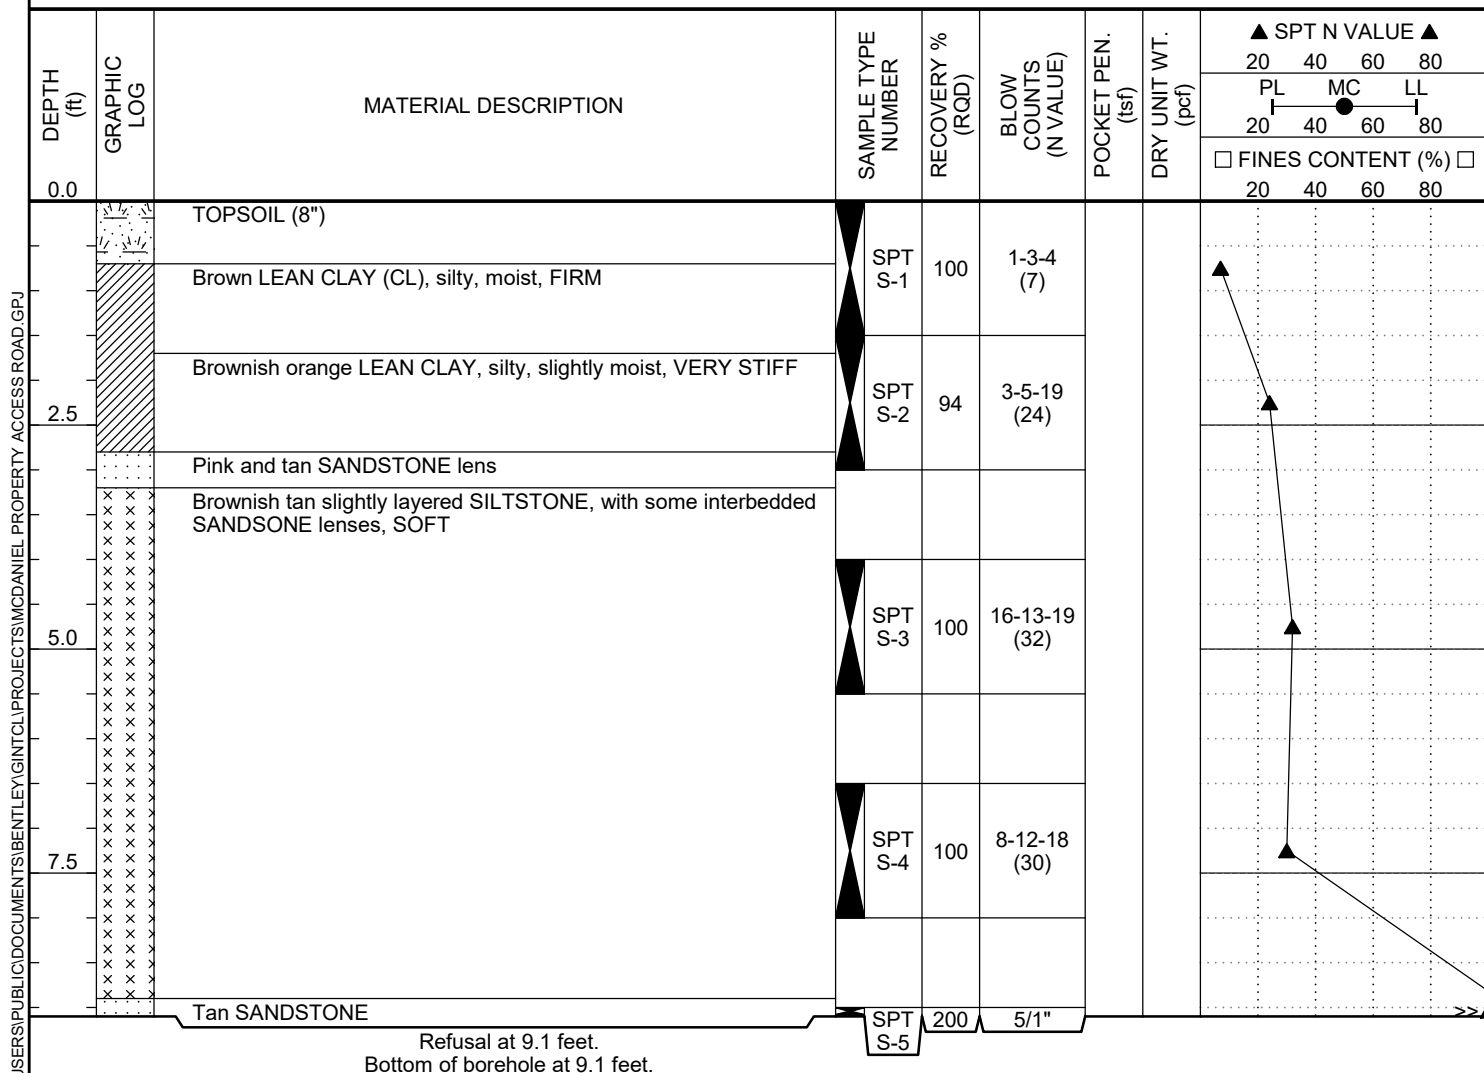 DEPTH
(ft)
GRAPHIC
LOG
MATERIAL DESCRIPTION
SAMPLE TYPE
NUMBER
RECOVERY %
(RQD)
BLOW
COUNTS
(N VALUE)
POCKET PEN.
(tsf)
DRY UNIT WT.
(pcf)
▲ SPT N VALUE ▲
20 40 60 80
PL MC LL
20 40 60 80
□ FINES CONTENT (%) □
20 40 60 80
0.0
TOPSOIL (8")
SPT
S-1
100
1-3-4
(7)
Brown LEAN CLAY (CL), silty, moist, FIRM
Brownish orange LEAN CLAY, silty, slightly moist, VERY STIFF
SPT
S-2
94
3-5-19
(24)
2.5
Pink and tan SANDSTONE lens
Brownish tan slightly layered SILTSTONE, with some interbedded
SANDSONE lenses, SOFT
SPT
S-3
100
16-13-19
(32)
5.0
SPT
S-4
100
8-12-18
(30)
7.5
Tan SANDSTONE
SPT
S-5
200
5/1"
>>▲
Refusal at 9.1 feet.
Bottom of borehole at 9.1 feet.
USERS\PUBLIC\DOCUMENTS\BENTLEY\GINTCL\PROJECTS\MCDANIEL PROPERTY ACCESS ROAD.GPJ